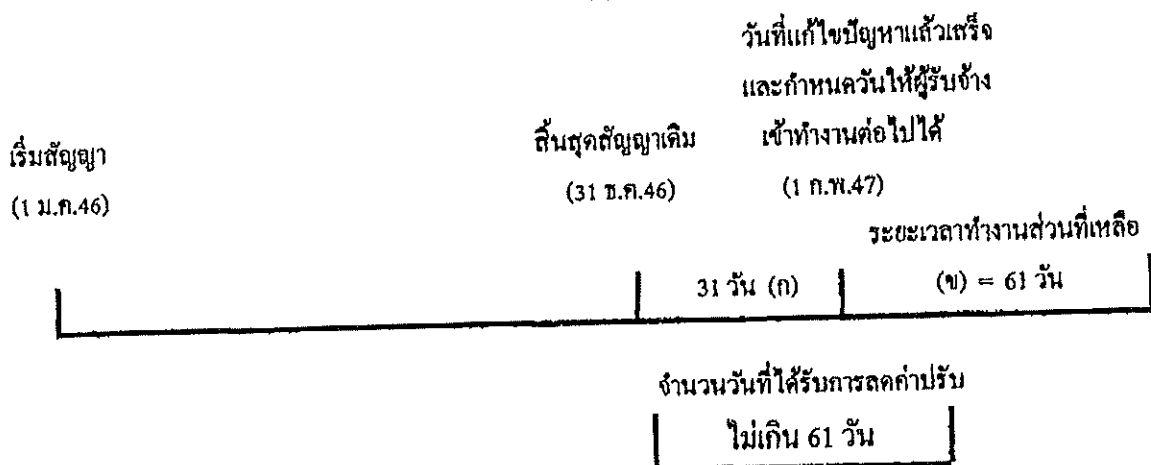 วันที่แก้ไขปัญหาแล้วเสร็จ
และกำหนดวันให้ผู้รับจ้าง
เริ่มสัญญา
สิ้นสุดสัญญาเดิม
เข้าทำงานต่อไปได้
(1 ม.ค.46)
(31 ธ.ค.46)
(1 ก.พ.47)
ระยะเวลาทำงานส่วนที่เหลือ
31 วัน (ก)
(ข) = 61 วัน
จำนวนวันที่ได้รับการลดค่าปรับ
ไม่เกิน 61 วัน